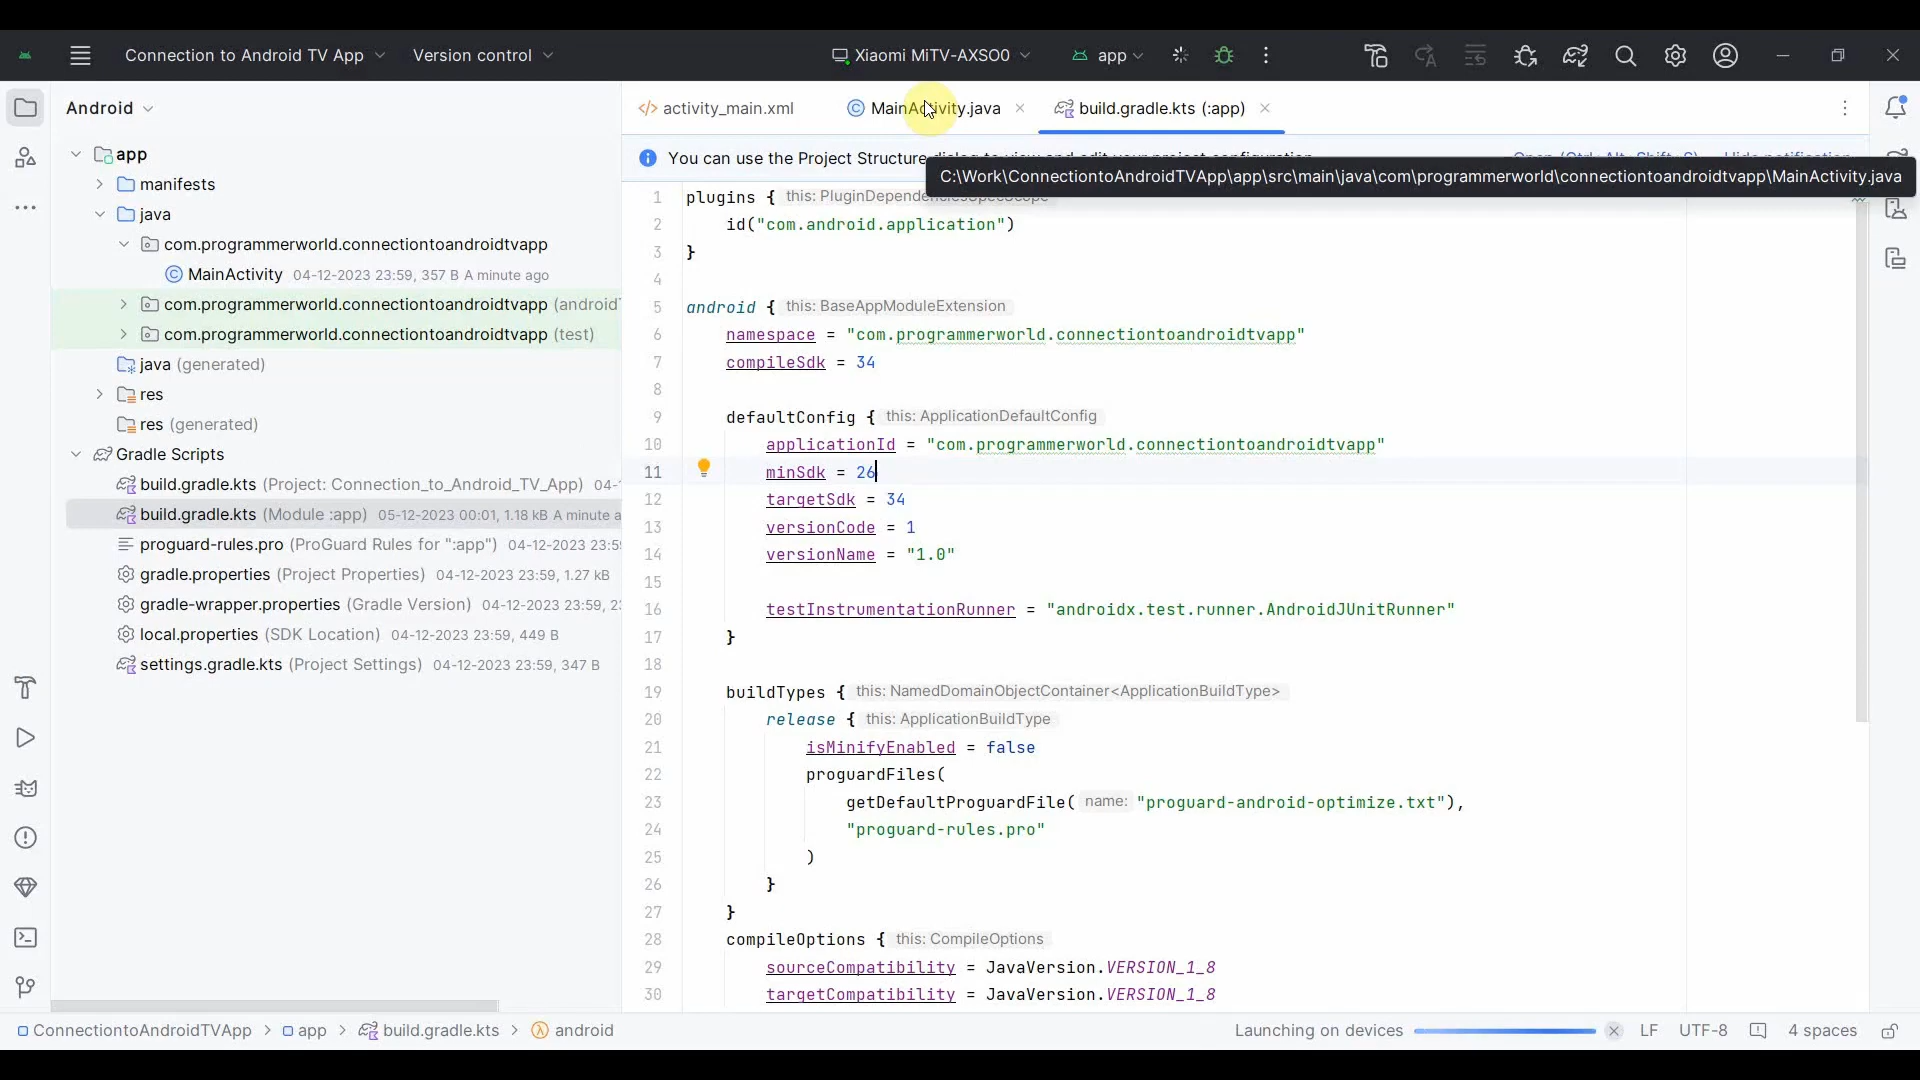 Connection to Android TV App
Version control
Xiaomi MiTV-AXSO0
app
Android
activity_main.xml
MainActivity.java
build.gradle.kts (:app)
You can use the Project Structure
C:\Work\ConnectiontoAndroidTVApp\app\src\main\java\com\programmerworld\connectiontoandroidtvapp\MainActivity.java
app
manifests
java
com.programmerworld.connectiontoandroidtvapp
MainActivity 04-12-2023 23:59, 357 B A minute ago
com.programmerworld.connectiontoandroidtvapp (android
com.programmerworld.connectiontoandroidtvapp (test)
java (generated)
res
res (generated)
Gradle Scripts
build.gradle.kts (Project: Connection_to_Android_TV_App) 04-
build.gradle.kts (Module :app) 05-12-2023 00:01, 1.18 kB A minute a
proguard-rules.pro (ProGuard Rules for ":app") 04-12-2023 23:5
gradle.properties (Project Properties) 04-12-2023 23:59, 1.27 kB
gradle-wrapper.properties (Gradle Version) 04-12-2023 23:59, 2
local.properties (SDK Location) 04-12-2023 23:59, 449 B
settings.gradle.kts (Project Settings) 04-12-2023 23:59, 347 B
1 plugins { this: PluginDependenciesSpecScope
2 id("com.android.application")
3 }
4
5 android { this: BaseAppModuleExtension
6 namespace = "com.programmerworld.connectiontoandroidtvapp"
7 compileSdk = 34
8
9 defaultConfig { this: ApplicationDefaultConfig
10 applicationId = "com.programmerworld.connectiontoandroidtvapp"
11 minSdk = 26
12 targetSdk = 34
13 versionCode = 1
14 versionName = "1.0"
15
16 testInstrumentationRunner = "androidx.test.runner.AndroidJUnitRunner"
17 }
18
19 buildTypes { this: NamedDomainObjectContainer<ApplicationBuildType>
20 release { this: ApplicationBuildType
21 isMinifyEnabled = false
22 proguardFiles(
23 getDefaultProguardFile( name: "proguard-android-optimize.txt"),
24 "proguard-rules.pro"
25 )
26 }
27 }
28 compileOptions { this: CompileOptions
29 sourceCompatibility = JavaVersion.VERSION_1_8
30 targetCompatibility = JavaVersion.VERSION_1_8
ConnectiontoAndroidTVApp > app > build.gradle.kts > android
Launching on devices
LF UTF-8 4 spaces